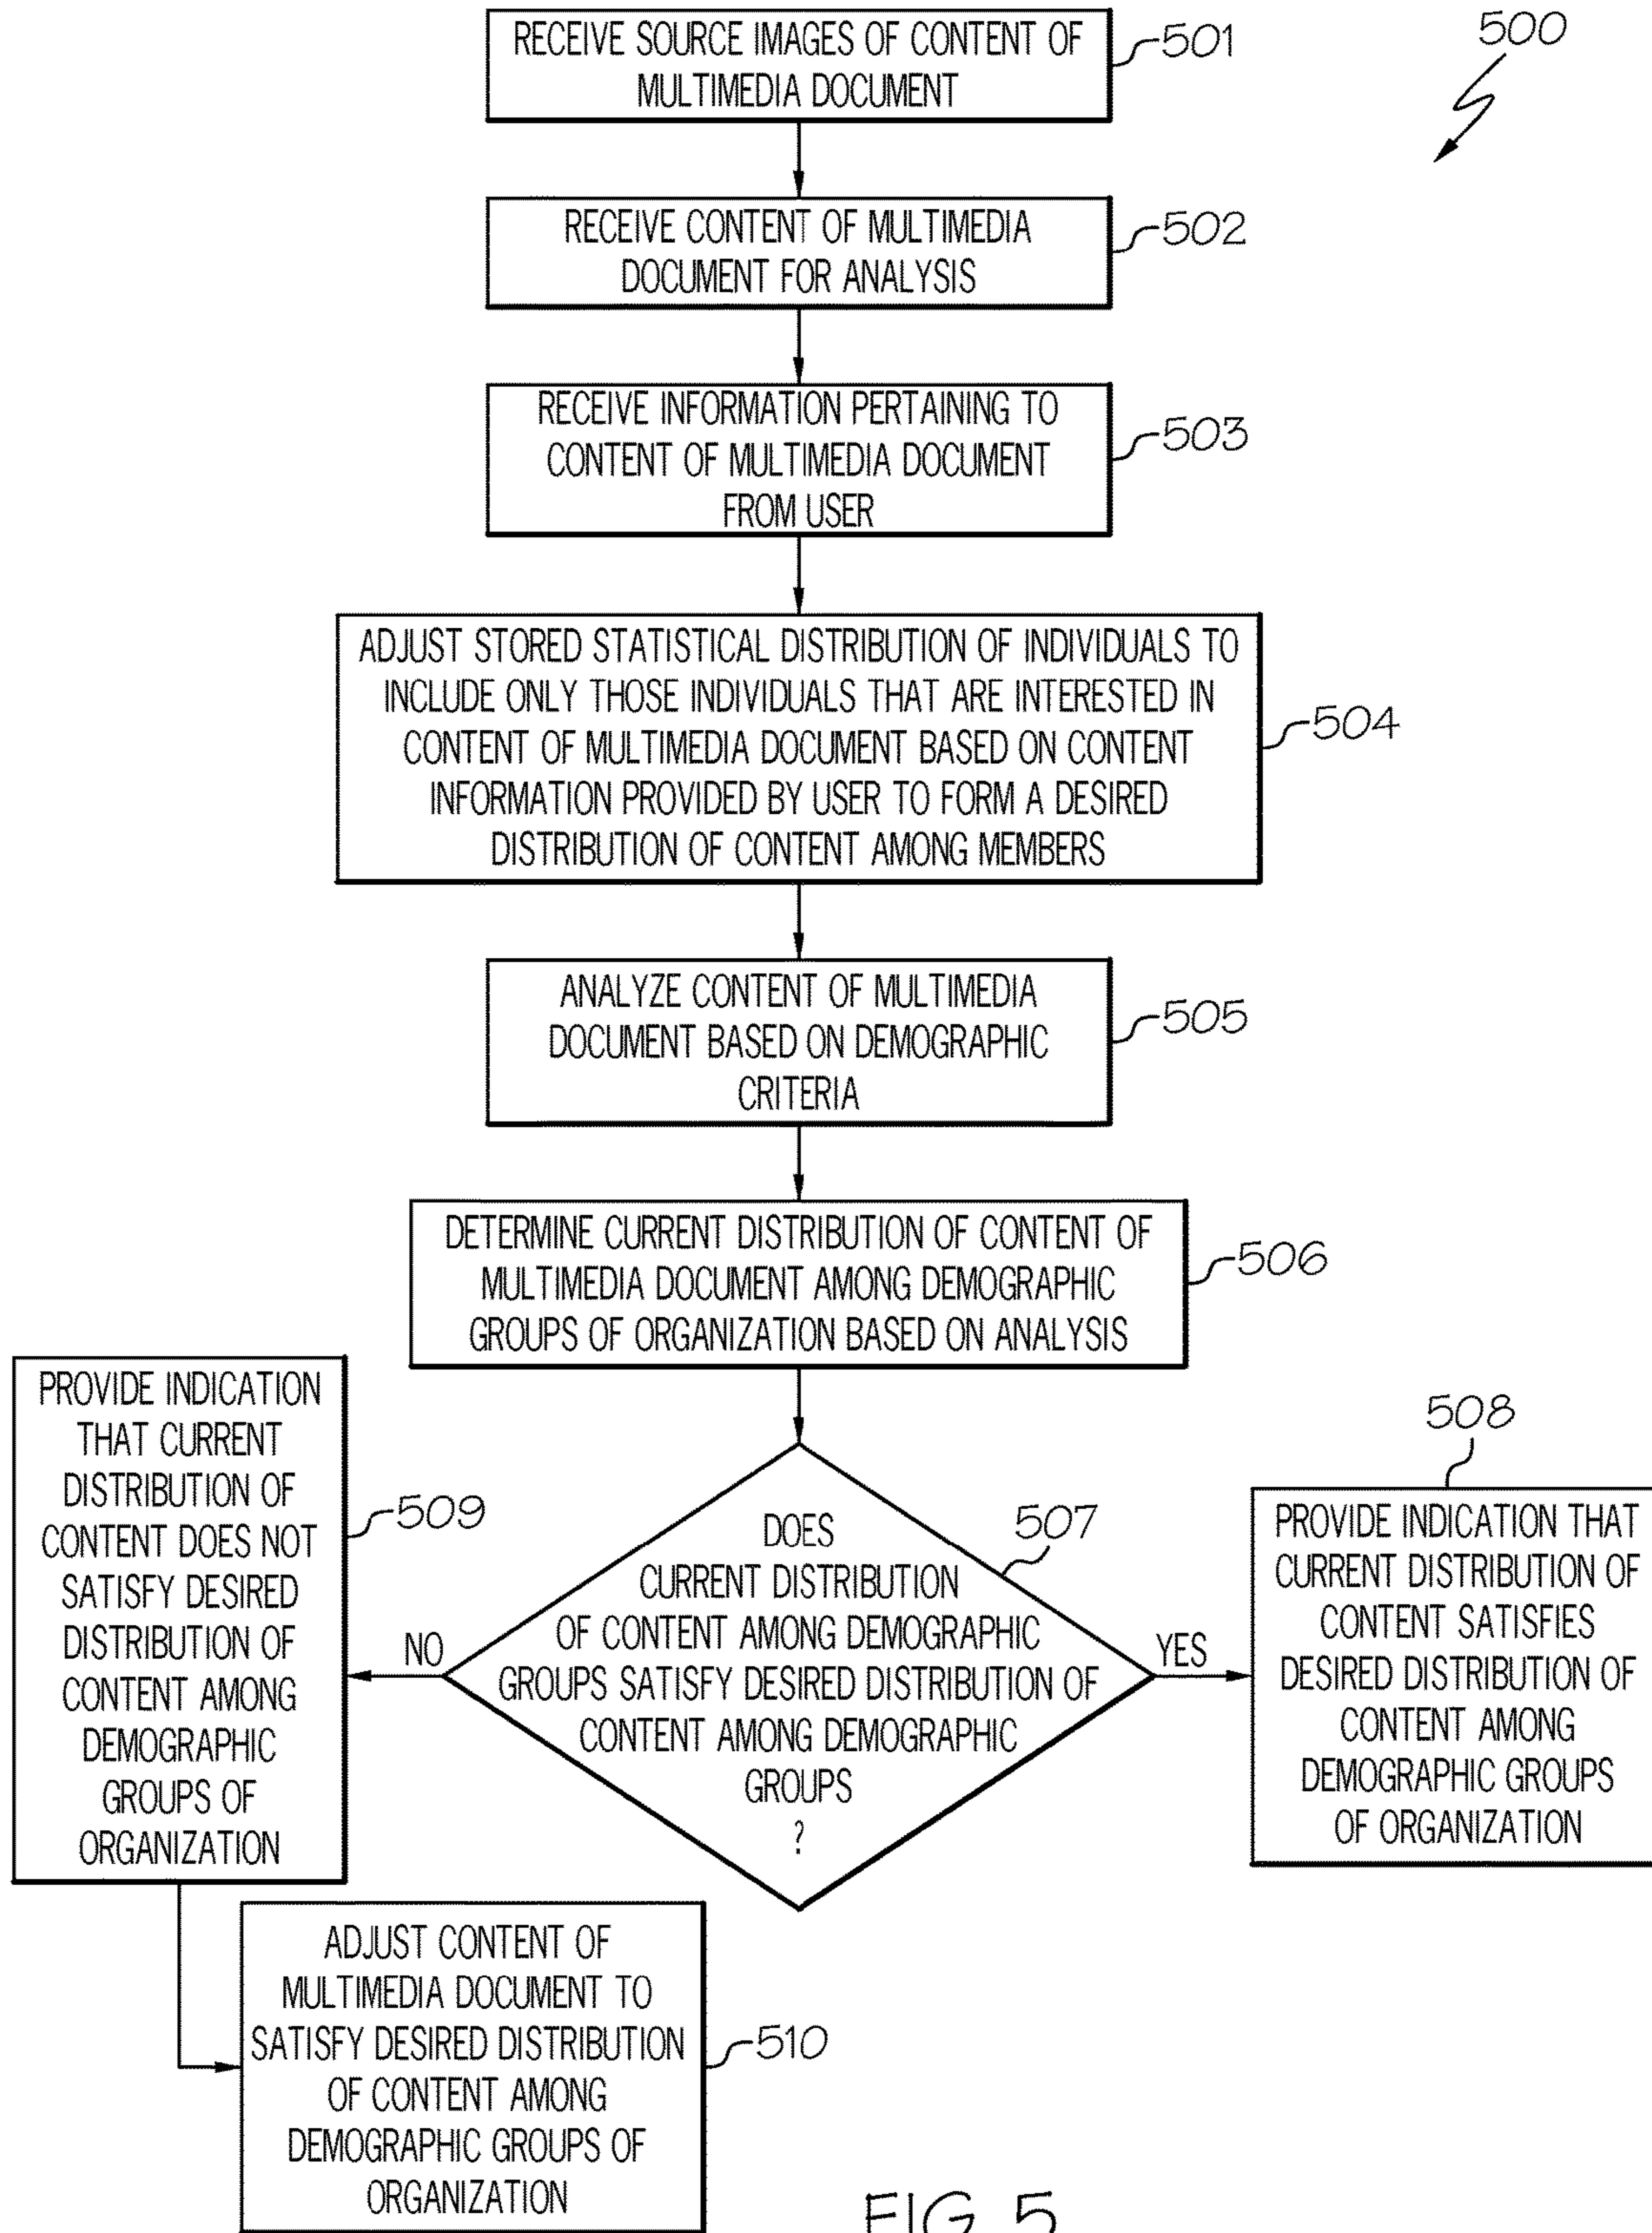 500
RECEIVE SOURCE IMAGES OF CONTENT OF
MULTIMEDIA DOCUMENT
501
RECEIVE CONTENT OF MULTIMEDIA
DOCUMENT FOR ANALYSIS
502
RECEIVE INFORMATION PERTAINING TO
CONTENT OF MULTIMEDIA DOCUMENT
FROM USER
503
ADJUST STORED STATISTICAL DISTRIBUTION OF INDIVIDUALS TO
INCLUDE ONLY THOSE INDIVIDUALS THAT ARE INTERESTED IN
CONTENT OF MULTIMEDIA DOCUMENT BASED ON CONTENT
INFORMATION PROVIDED BY USER TO FORM A DESIRED
DISTRIBUTION OF CONTENT AMONG MEMBERS
504
ANALYZE CONTENT OF MULTIMEDIA
DOCUMENT BASED ON DEMOGRAPHIC
CRITERIA
505
DETERMINE CURRENT DISTRIBUTION OF CONTENT OF
MULTIMEDIA DOCUMENT AMONG DEMOGRAPHIC
GROUPS OF ORGANIZATION BASED ON ANALYSIS
506
DOES
CURRENT DISTRIBUTION
OF CONTENT AMONG DEMOGRAPHIC
GROUPS SATISFY DESIRED DISTRIBUTION OF
CONTENT AMONG DEMOGRAPHIC
GROUPS
?
507
YES
508
PROVIDE INDICATION THAT
CURRENT DISTRIBUTION OF
CONTENT SATISFIES
DESIRED DISTRIBUTION OF
CONTENT AMONG
DEMOGRAPHIC GROUPS
OF ORGANIZATION
NO
PROVIDE INDICATION
THAT CURRENT
DISTRIBUTION OF
CONTENT DOES NOT
SATISFY DESIRED
DISTRIBUTION OF
CONTENT AMONG
DEMOGRAPHIC
GROUPS OF
ORGANIZATION
509
ADJUST CONTENT OF
MULTIMEDIA DOCUMENT TO
SATISFY DESIRED DISTRIBUTION
OF CONTENT AMONG
DEMOGRAPHIC GROUPS OF
ORGANIZATION
510
FIG. 5